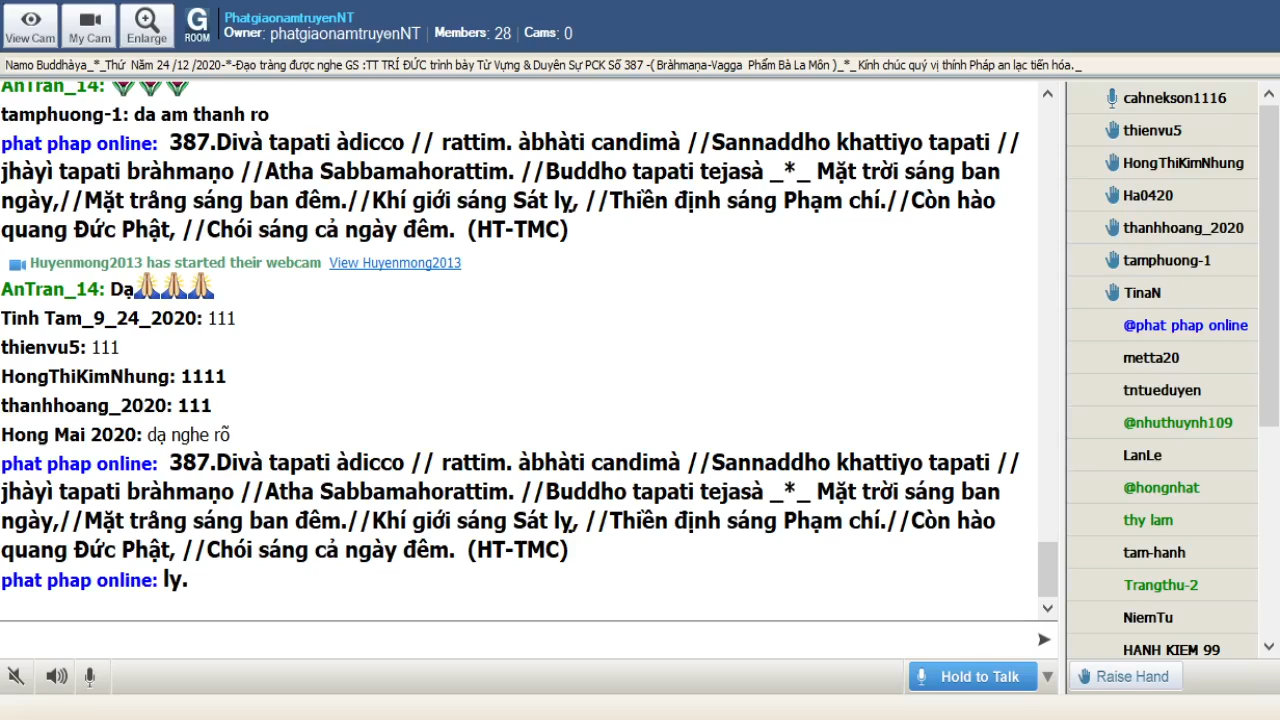 View Cam
My Cam
Enlarge
G
ROOM
PhatgiaonamtruyenNT
Owner: phatgiaonamtruyenNT | Members: 28 | Cams: 0
Namo Buddhàya_*_Thứ Năm 24 /12 /2020-*-Đạo tràng được nghe GS :TT TRÍ ĐỨC trình bày Từ Vựng & Duyên Sự PCK Số 387 -( Bràhmaṇa-Vagga Phẩm Bà La Môn )_*_Kính chúc quý vị thính Pháp an lạc tiến hóa._
AnTran_14:
tamphuong-1: da am thanh ro
phat phap online: 387.Divà tapati àdicco // rattim. àbhàti candimà //Sannaddho khattiyo tapati //
jhàyì tapati bràhmaṇo //Atha Sabbamahorattim. //Buddho tapati tejasà _*_ Mặt trời sáng ban
ngày,//Mặt trăng sáng ban đêm.//Khí giới sáng Sát lỵ, //Thiền định sáng Phạm chí.//Còn hào
quang Đức Phật, //Chói sáng cả ngày đêm. (HT-TMC)
Huyenmong2013 has started their webcam View Huyenmong2013
AnTran_14: Dạ
Tinh Tam_9_24_2020: 111
thienvu5: 111
HongThiKimNhung: 1111
thanhhoang_2020: 111
Hong Mai 2020: dạ nghe rõ
phat phap online: 387.Divà tapati àdicco // rattim. àbhàti candimà //Sannaddho khattiyo tapati //
jhàyì tapati bràhmaṇo //Atha Sabbamahorattim. //Buddho tapati tejasà _*_ Mặt trời sáng ban
ngày,//Mặt trăng sáng ban đêm.//Khí giới sáng Sát lỵ, //Thiền định sáng Phạm chí.//Còn hào
quang Đức Phật, //Chói sáng cả ngày đêm. (HT-TMC)
phat phap online: ly.
Hold to Talk
cahnekson1116
thienvu5
HongThiKimNhung
Ha0420
thanhhoang_2020
tamphuong-1
TinaN
@phat phap online
metta20
tntueduyen
@nhuthuynh109
LanLe
@hongnhat
thy lam
tam-hanh
Trangthu-2
NiemTu
HANH KIEM 99
Raise Hand